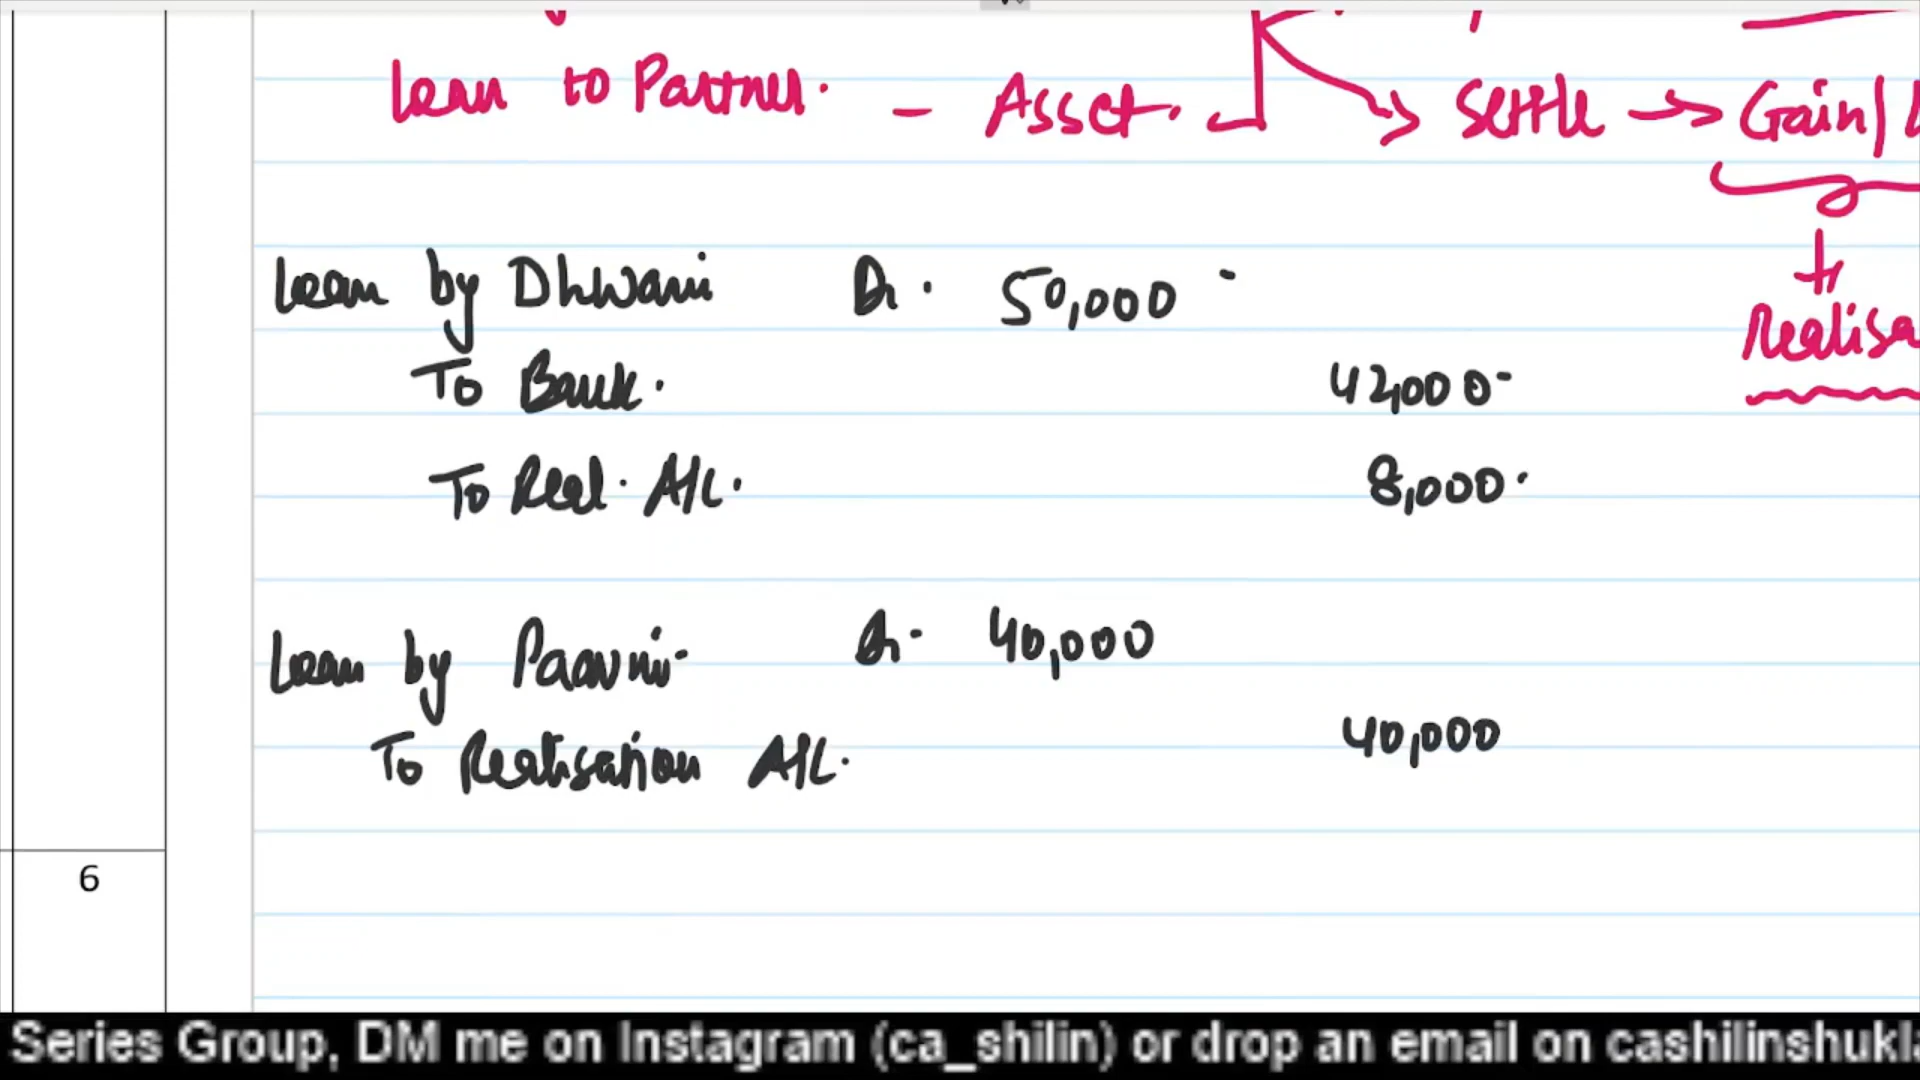 Loan to Partner. - Asset. → Settle → Gain/
tr
Realisa
Loan by Dhwani Dr. 50,000 -
To Bank. 42,000-
To Real. A/c. 8,000.
Loan by Paavni- Dr. 40,000
To Realisation A/c. 40,000
6
Series Group, DM me on Instagram (ca_shilin) or drop an email on cashilinshukla